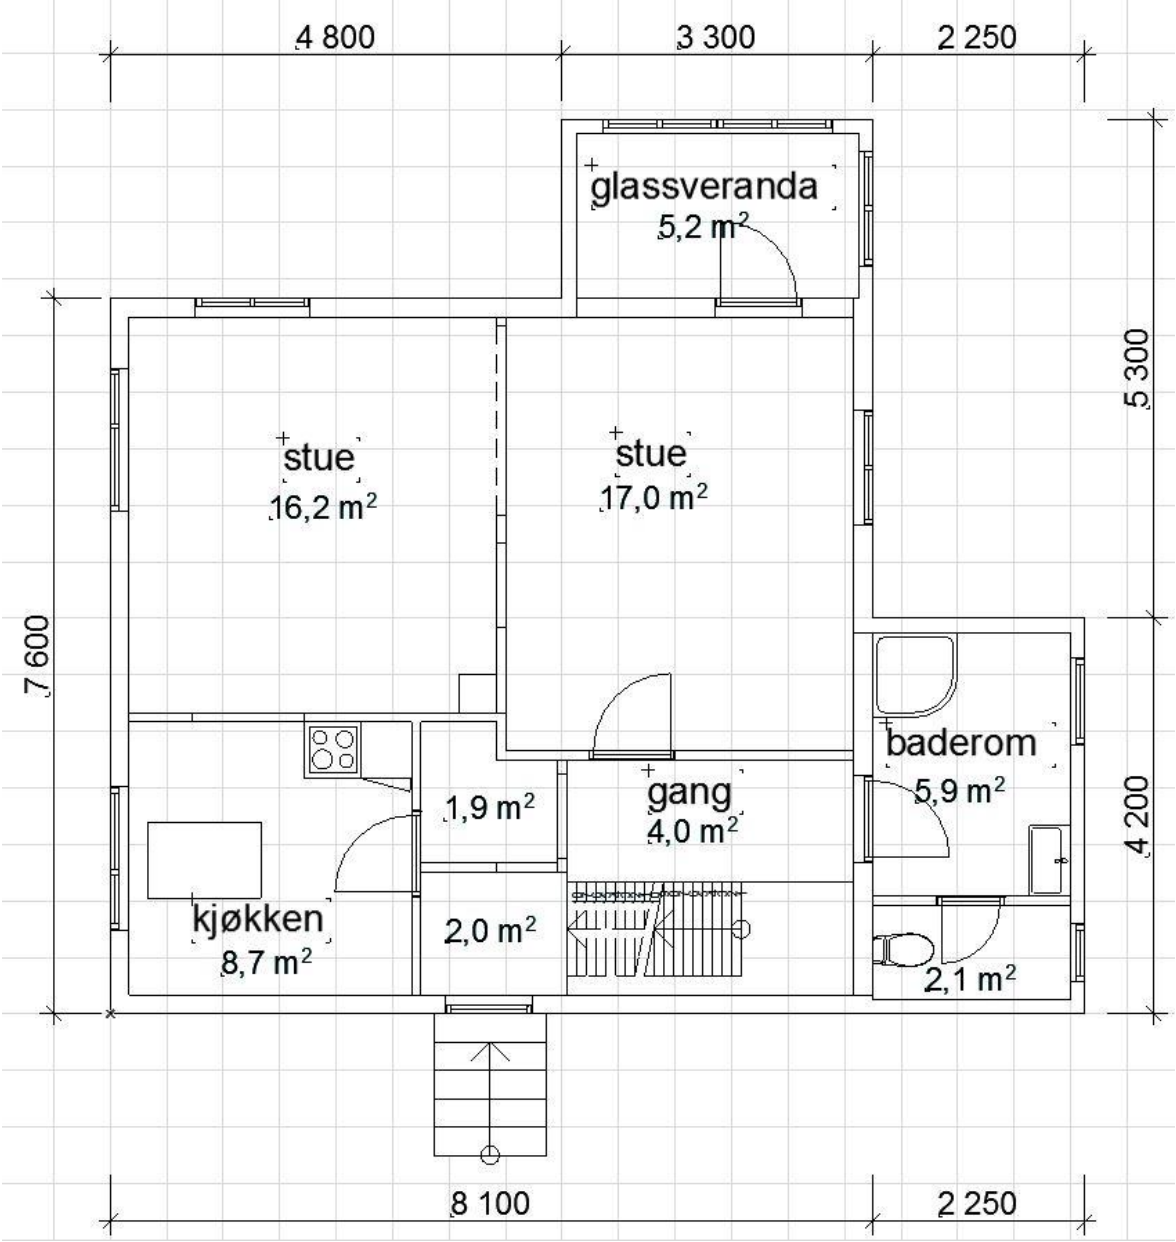 4 800
3 300
2 250
glassveranda
5,2 m²
5 300
stue
16,2 m²
stue
17,0 m²
7 600
baderom
5,9 m²
gang
4,0 m²
1,9 m²
4 200
kjøkken
8,7 m²
2,0 m²
2,1 m²
8 100
2 250